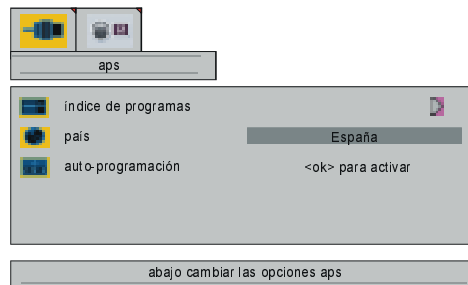 aps
índice de programas
país España
auto-programación <ok> para activar
abajo cambiar las opciones aps